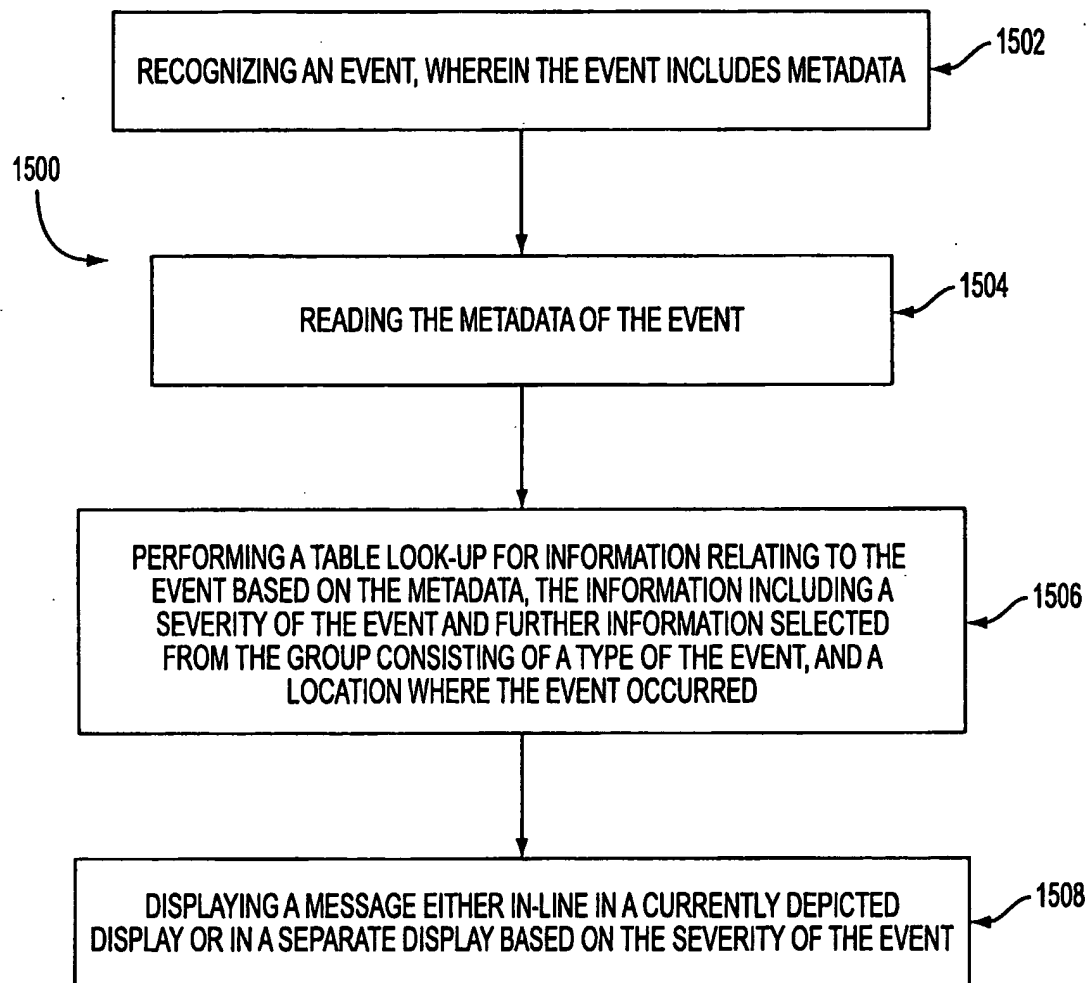 RECOGNIZING AN EVENT, WHEREIN THE EVENT INCLUDES METADATA
1502
1500
READING THE METADATA OF THE EVENT
1504
PERFORMING A TABLE LOOK-UP FOR INFORMATION RELATING TO THE
EVENT BASED ON THE METADATA, THE INFORMATION INCLUDING A
SEVERITY OF THE EVENT AND FURTHER INFORMATION SELECTED
FROM THE GROUP CONSISTING OF A TYPE OF THE EVENT, AND A
LOCATION WHERE THE EVENT OCCURRED
1506
DISPLAYING A MESSAGE EITHER IN-LINE IN A CURRENTLY DEPICTED
DISPLAY OR IN A SEPARATE DISPLAY BASED ON THE SEVERITY OF THE EVENT
1508